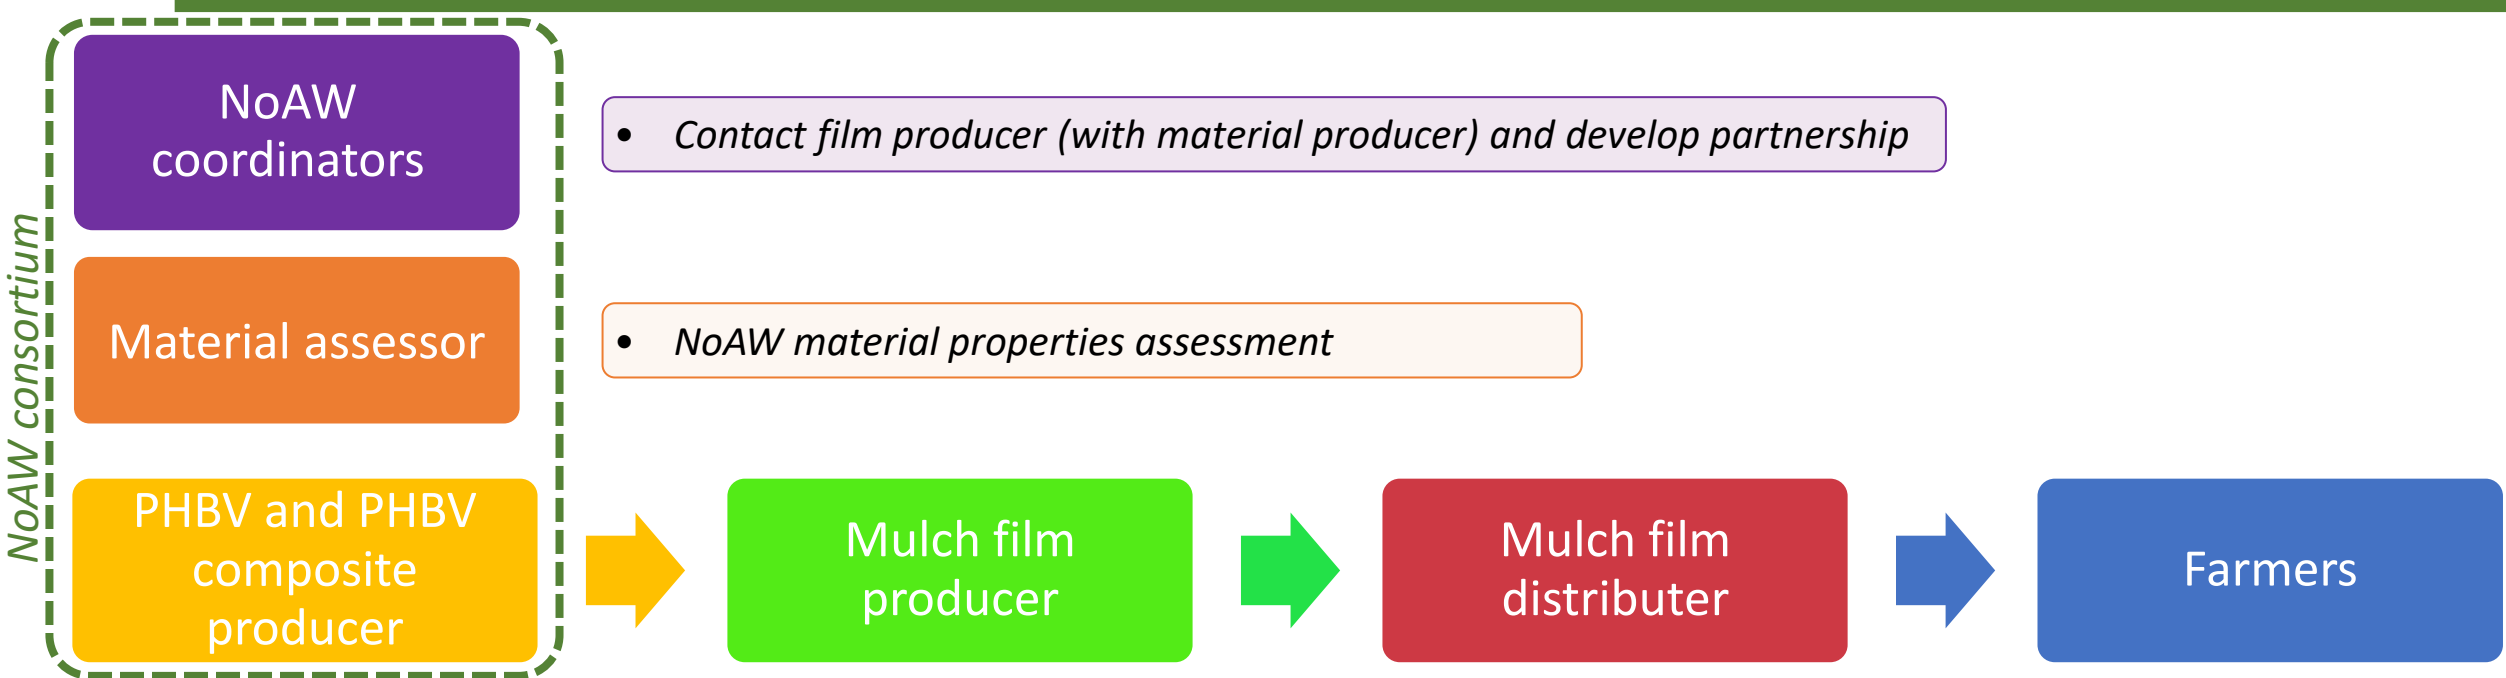 NoAW consortium
NoAW
coordinators
• Contact film producer (with material producer) and develop partnership
Material assessor
• NoAW material properties assessment
PHBV and PHBV
composite
producer
Mulch film
producer
Mulch film
distributer
Farmers